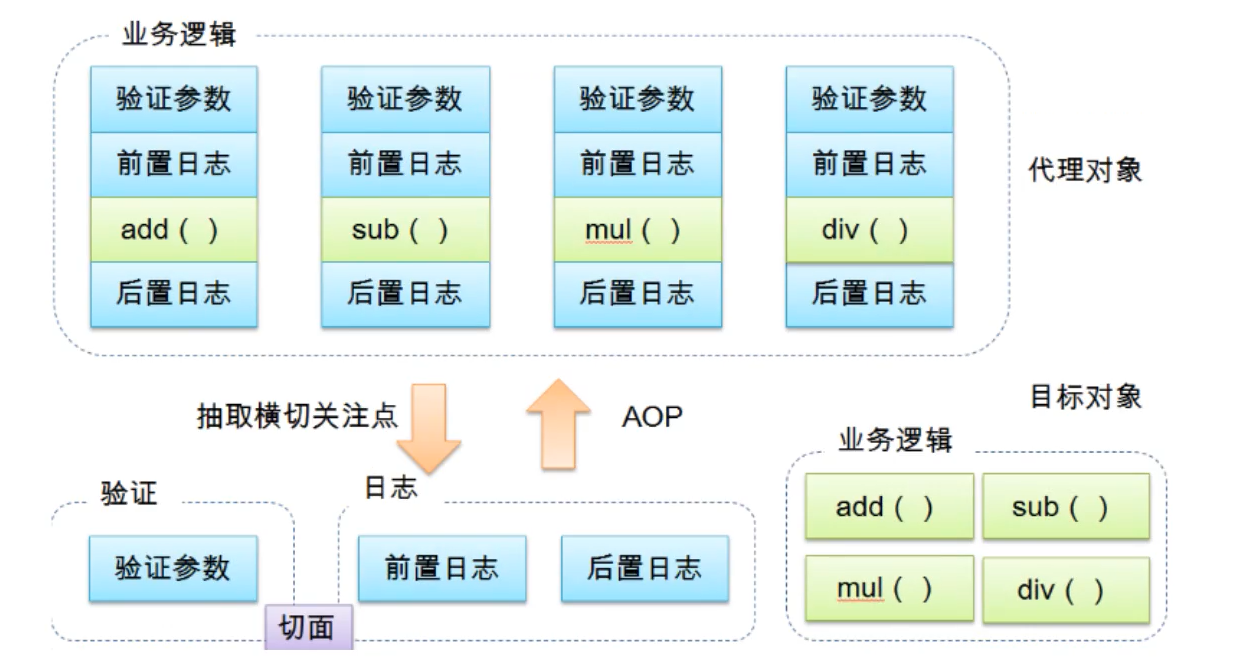 业务逻辑
验证参数 验证参数 验证参数 验证参数
前置日志 前置日志 前置日志 前置日志
代理对象
add ( ) sub ( ) mul ( ) div ( )
后置日志 后置日志 后置日志 后置日志
抽取横切关注点
AOP
目标对象
业务逻辑
add ( ) sub ( )
mul ( ) div ( )
验证
日志
验证参数
前置日志 后置日志
切面